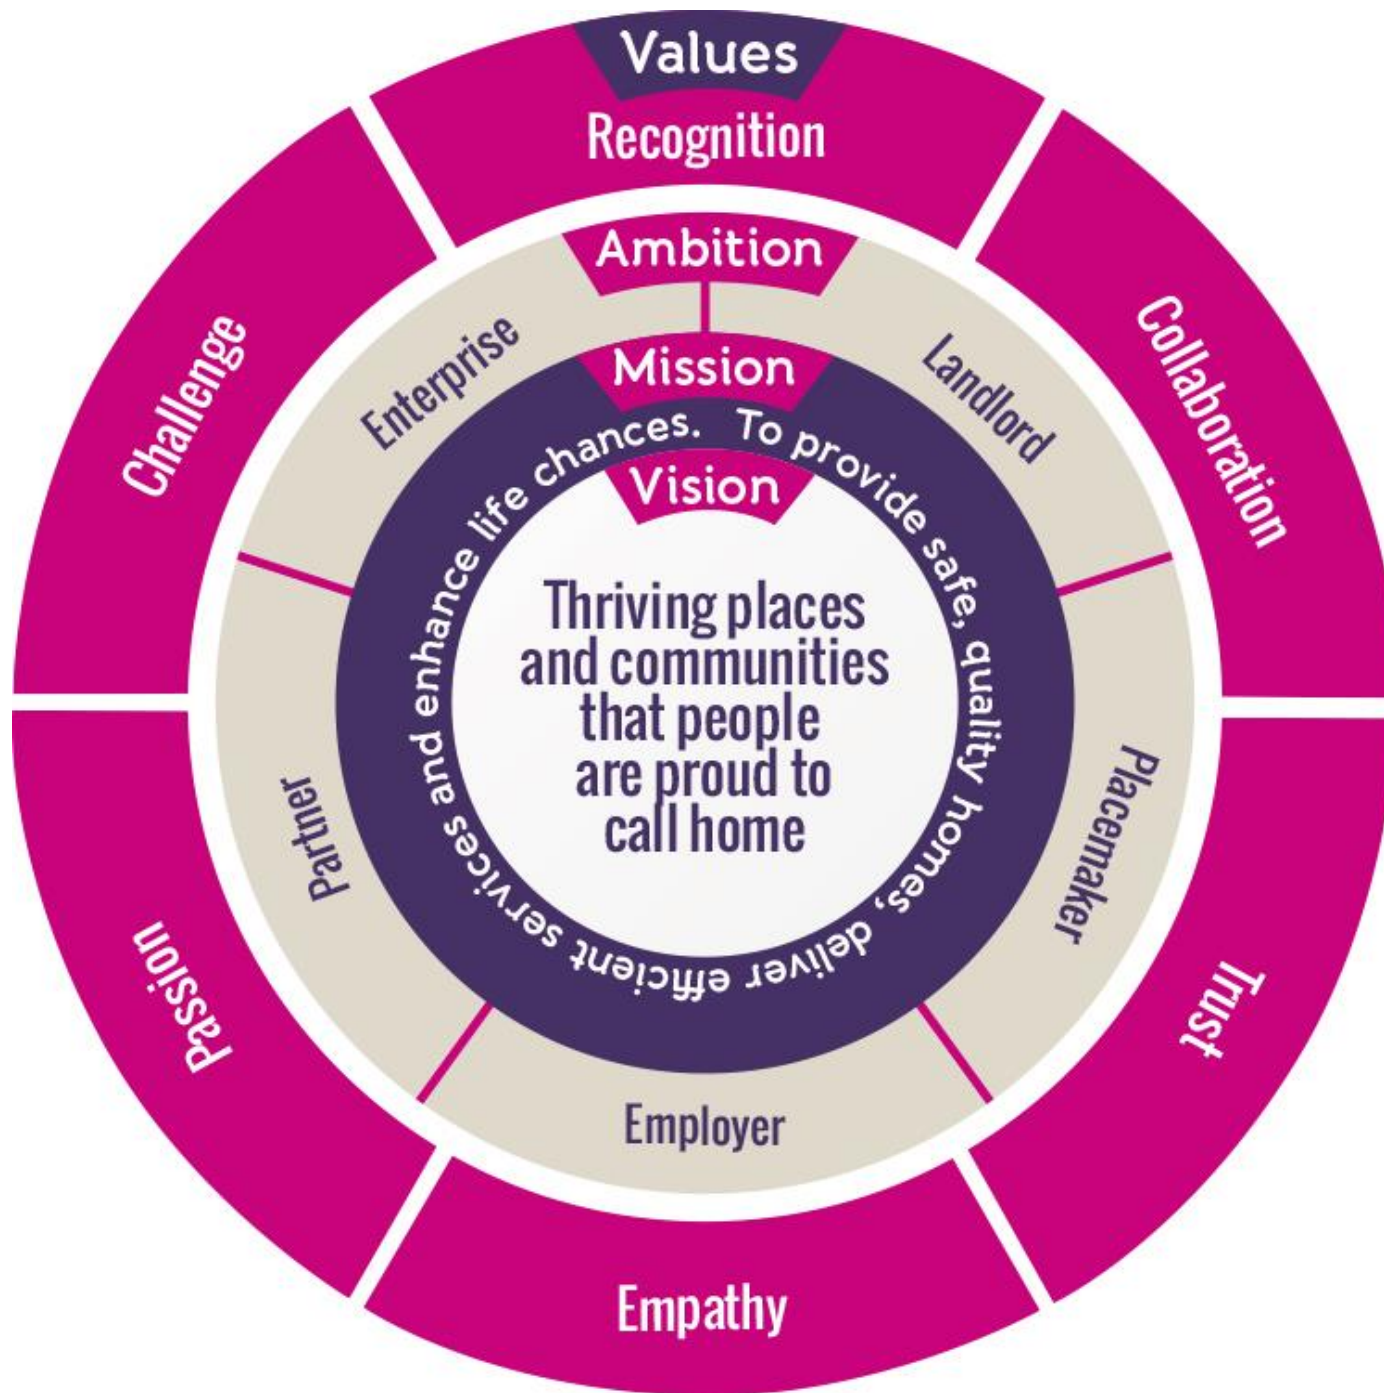 Values
Recognition
Collaboration
Trust
Empathy
Passion
Challenge
Ambition
Landlord
Placemaker
Employer
Partner
Enterprise
Mission
To provide safe, quality homes, deliver efficient services and enhance life chances.
Vision
Thriving places
and communities
that people
are proud to
call home